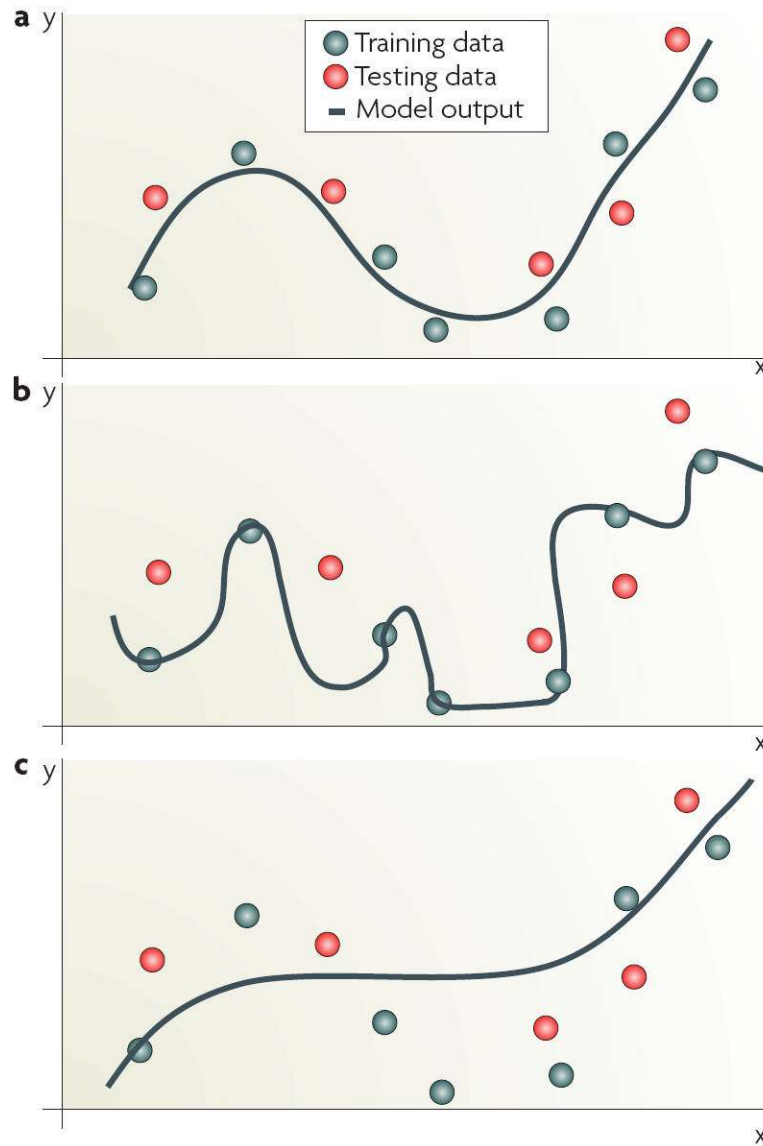 a y
Training data
Testing data
Model output
x
b y
x
c y
x